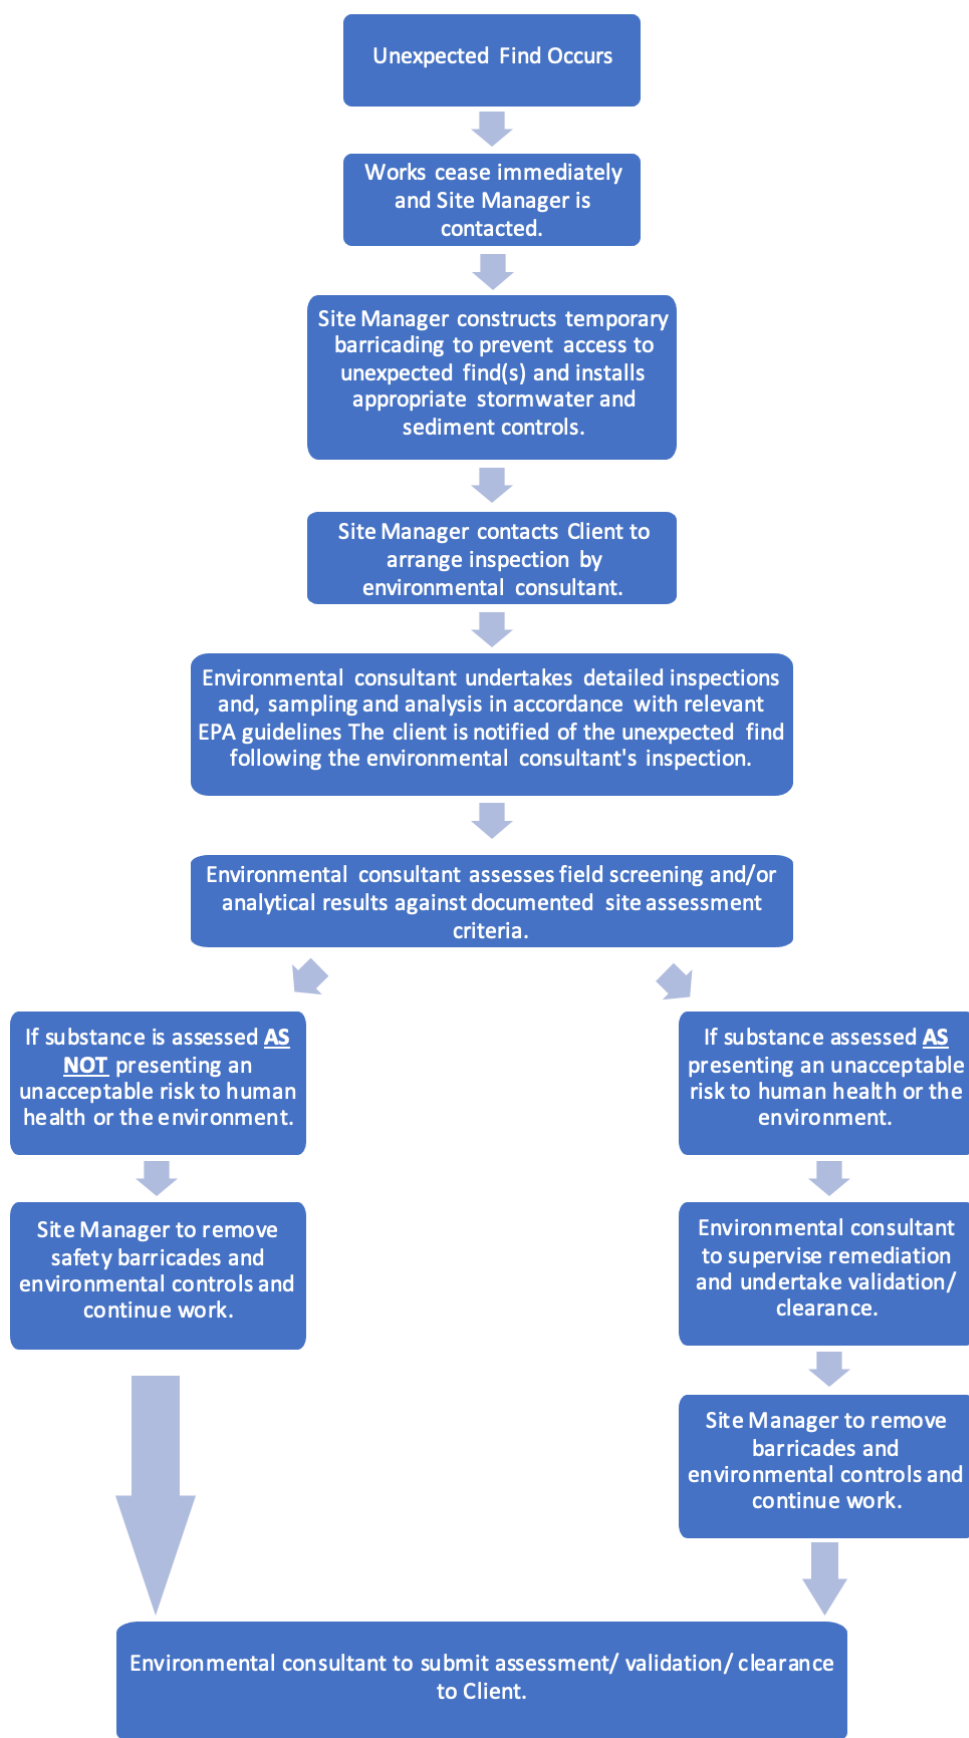 Unexpected Find Occurs
Works cease immediately
and Site Manager is
contacted.
Site Manager constructs temporary
barricading to prevent access to
unexpected find(s) and installs
appropriate stormwater and
sediment controls.
Site Manager contacts Client to
arrange inspection by
environmental consultant.
Environmental consultant undertakes detailed inspections
and, sampling and analysis in accordance with relevant
EPA guidelines The client is notified of the unexpected find
following the environmental consultant's inspection.
Environmental consultant assesses field screening and/or
analytical results against documented site assessment
criteria.
If substance is assessed AS
NOT presenting an
unacceptable risk to human
health or the environment.
If substance assessed AS
presenting an unacceptable
risk to human health or the
environment.
Site Manager to remove
safety barricades and
environmental controls and
continue work.
Environmental consultant
to supervise remediation
and undertake validation/
clearance.
Site Manager to remove
barricades and
environmental controls and
continue work.
Environmental consultant to submit assessment/ validation/ clearance
to Client.